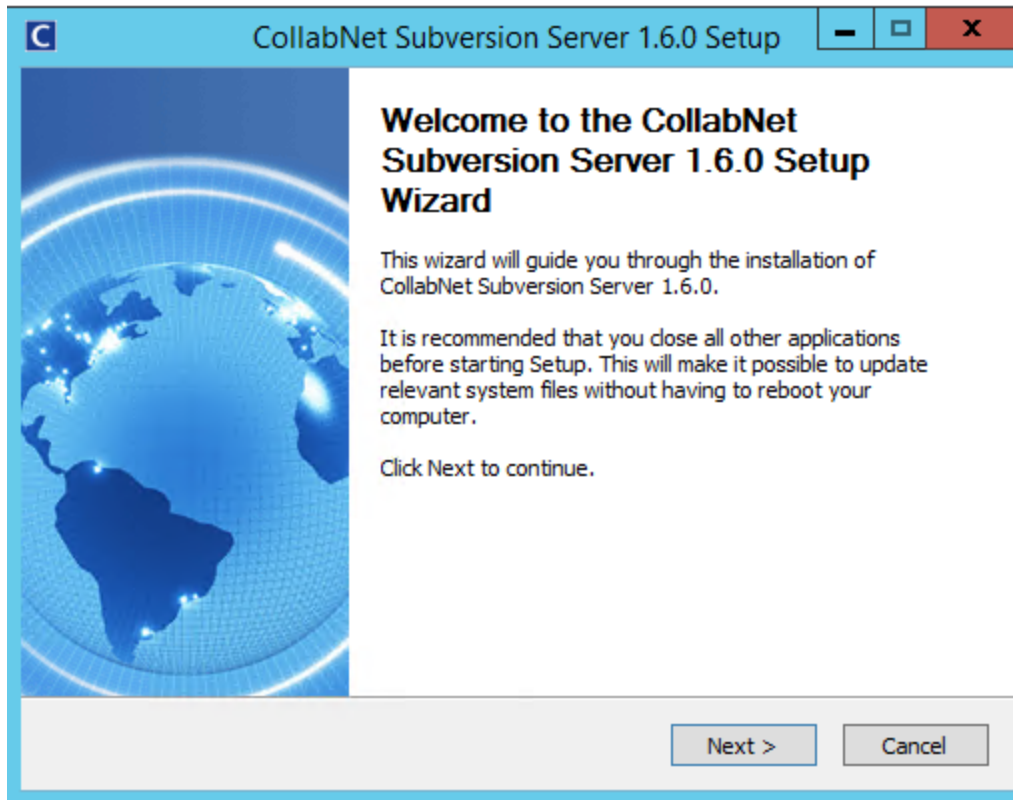 C
CollabNet Subversion Server 1.6.0 Setup
x
Welcome to the CollabNet
Subversion Server 1.6.0 Setup
Wizard
This wizard will guide you through the installation of
CollabNet Subversion Server 1.6.0.
It is recommended that you close all other applications
before starting Setup. This will make it possible to update
relevant system files without having to reboot your
computer.
Click Next to continue.
Next >
Cancel